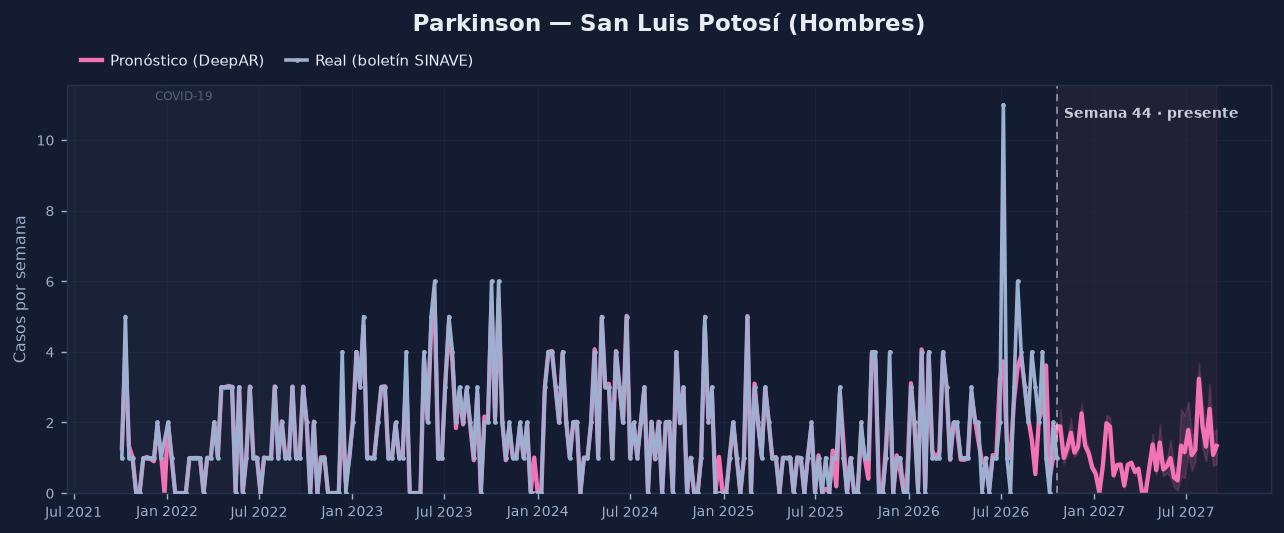 Parkinson — San Luis Potosí (Hombres)
Pronóstico (DeepAR)
Real (boletín SINAVE)
COVID-19
Semana 44 · presente
Casos por semana
10
8
6
4
2
0
Jul 2021
Jan 2022
Jul 2022
Jan 2023
Jul 2023
Jan 2024
Jul 2024
Jan 2025
Jul 2025
Jan 2026
Jul 2026
Jan 2027
Jul 2027